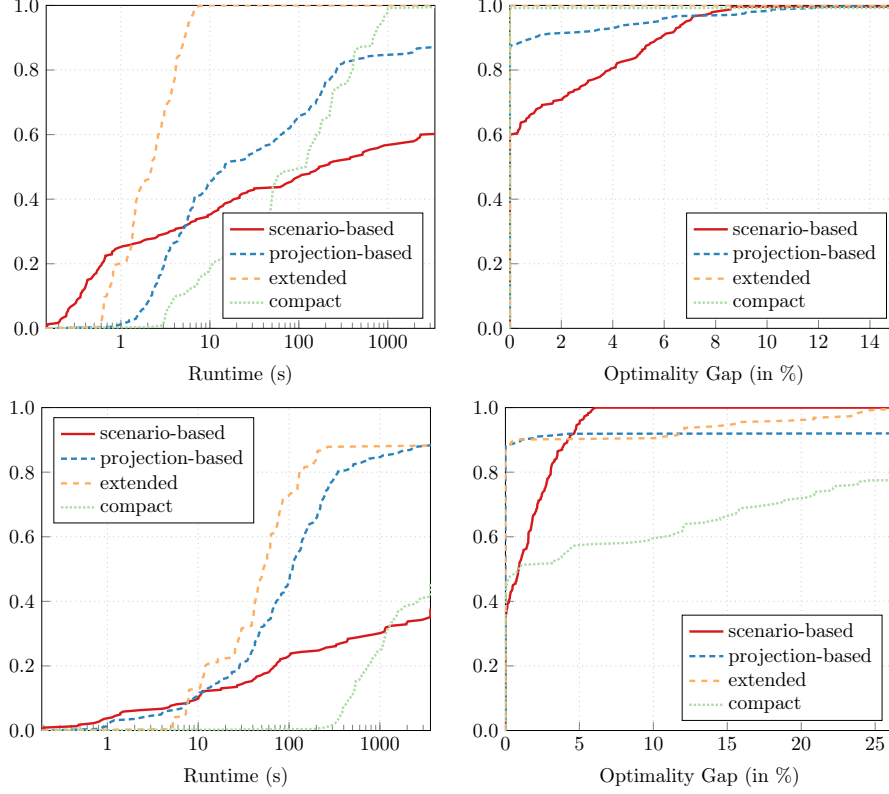 1.0
0.8
0.6
0.4
0.2
0.0
1
10
100
1000
Runtime (s)
scenario-based
projection-based
extended
compact
1.0
0.8
0.6
0.4
0.2
0.0
0
2
4
6
8
10
12
14
Optimality Gap (in %)
scenario-based
projection-based
extended
compact
1.0
0.8
0.6
0.4
0.2
0.0
1
10
100
1000
Runtime (s)
scenario-based
projection-based
extended
compact
1.0
0.8
0.6
0.4
0.2
0.0
0
5
10
15
20
25
Optimality Gap (in %)
scenario-based
projection-based
extended
compact